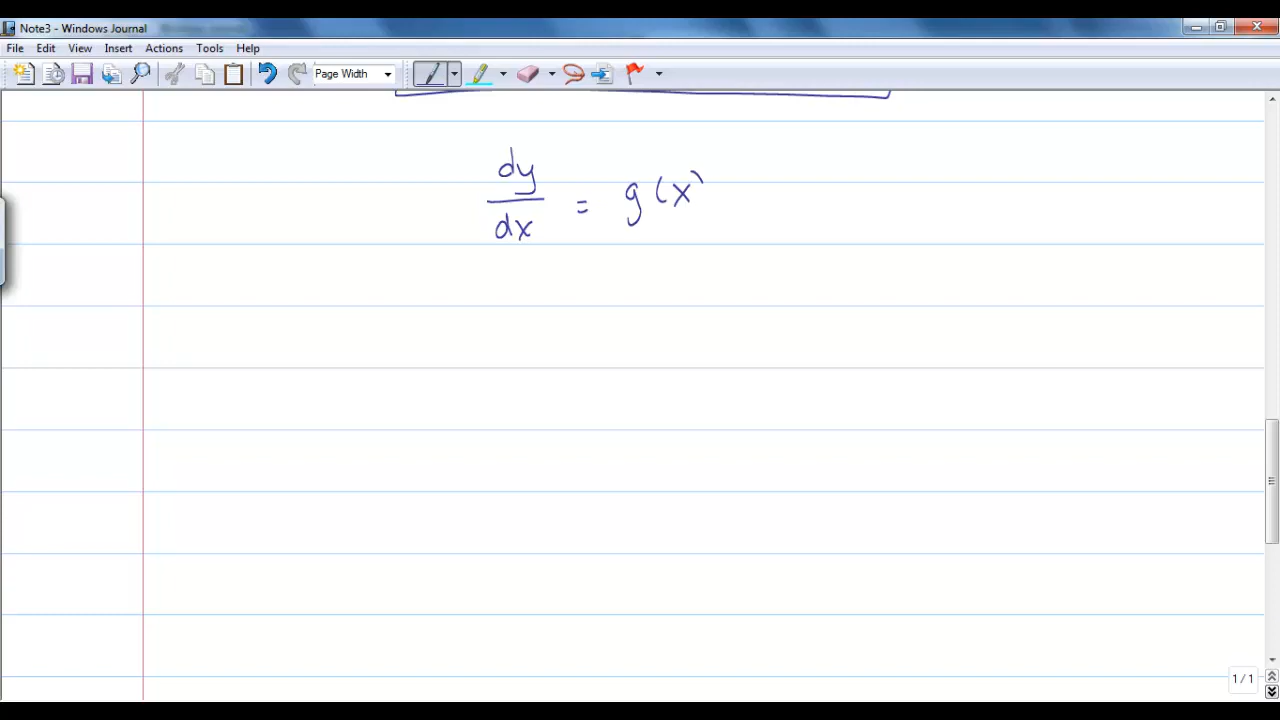 Note3 - Windows Journal
File Edit View Insert Actions Tools Help
Page Width
dy/dx = g(x)
1 / 1